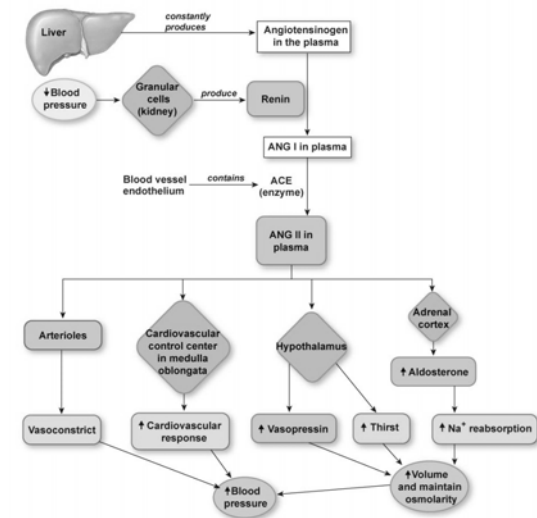 Liver
constantly
produces
Angiotensinogen
in the plasma
↓Blood
pressure
Granular
cells
(kidney)
produce
Renin
ANG I in plasma
Blood vessel
endothelium
contains
ACE
(enzyme)
ANG II in
plasma
Arterioles
Cardiovascular
control center
in medulla
oblongata
Hypothalamus
Adrenal
cortex
↑Aldosterone
Vasoconstrict
↑Cardiovascular
response
↑Vasopressin
↑Thirst
↑Na⁺ reabsorption
↑Blood
pressure
↑Volume
and maintain
osmolarity